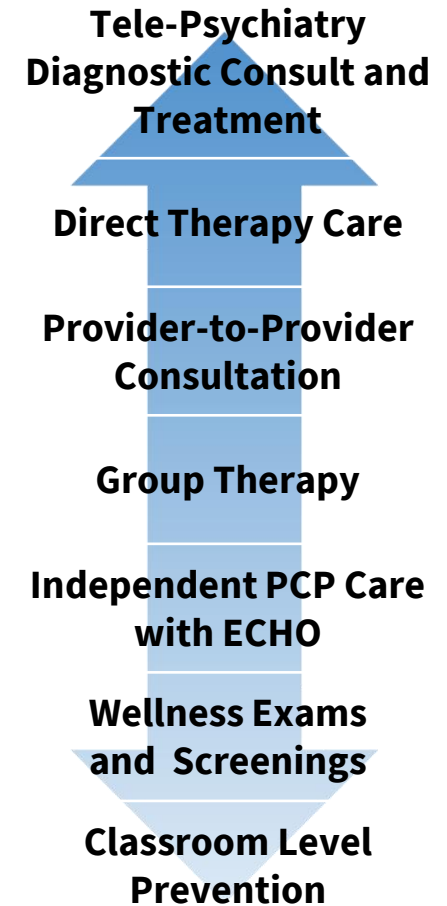 Tele-Psychiatry
Diagnostic Consult and
Treatment
Direct Therapy Care
Provider-to-Provider
Consultation
Group Therapy
Independent PCP Care
with ECHO
Wellness Exams
and Screenings
Classroom Level
Prevention